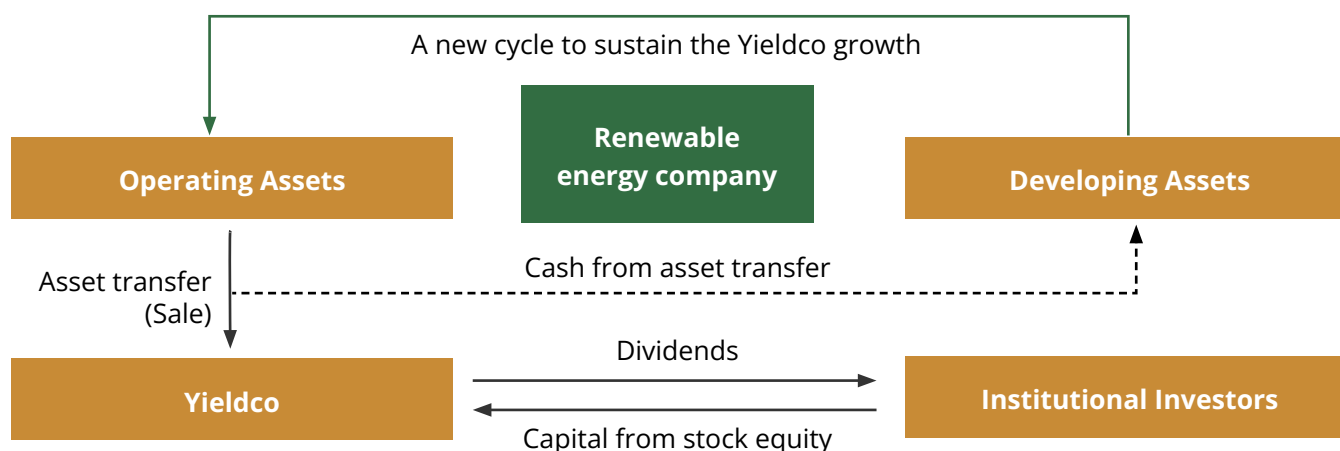 A new cycle to sustain the Yieldco growth
Renewable
energy company
Operating Assets
Developing Assets
Asset transfer
(Sale)
Cash from asset transfer
Dividends
Yieldco
Institutional Investors
Capital from stock equity